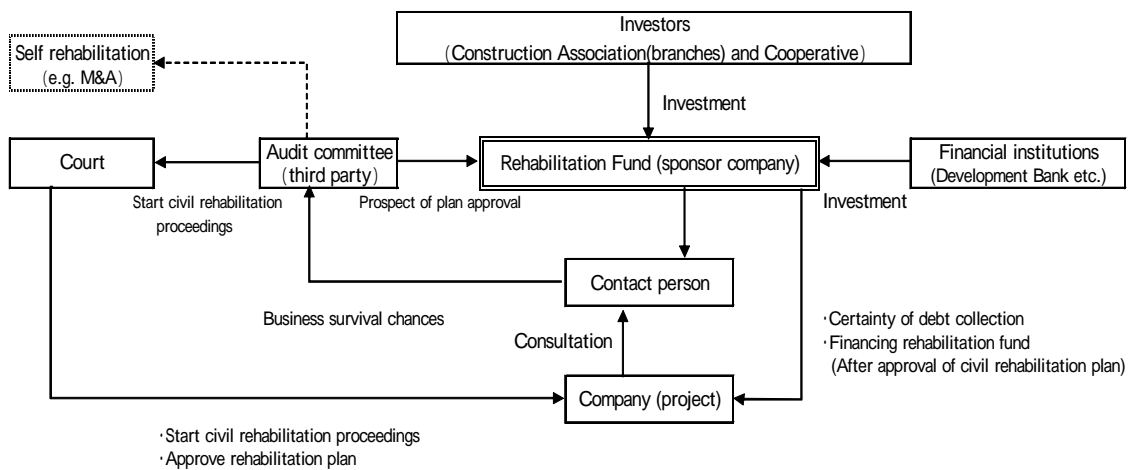 Investors
(Construction Association(branches) and Cooperative)
Self rehabilitation
(e.g. M&A)
Investment
Court
Audit committee
(third party)
Rehabilitation Fund (sponsor company)
Financial institutions
(Development Bank etc.)
Start civil rehabilitation
proceedings
Prospect of plan approval
Investment
Contact person
Business survival chances
Consultation
·Certainty of debt collection
·Financing rehabilitation fund
(After approval of civil rehabilitation plan)
Company (project)
·Start civil rehabilitation proceedings
·Approve rehabilitation plan